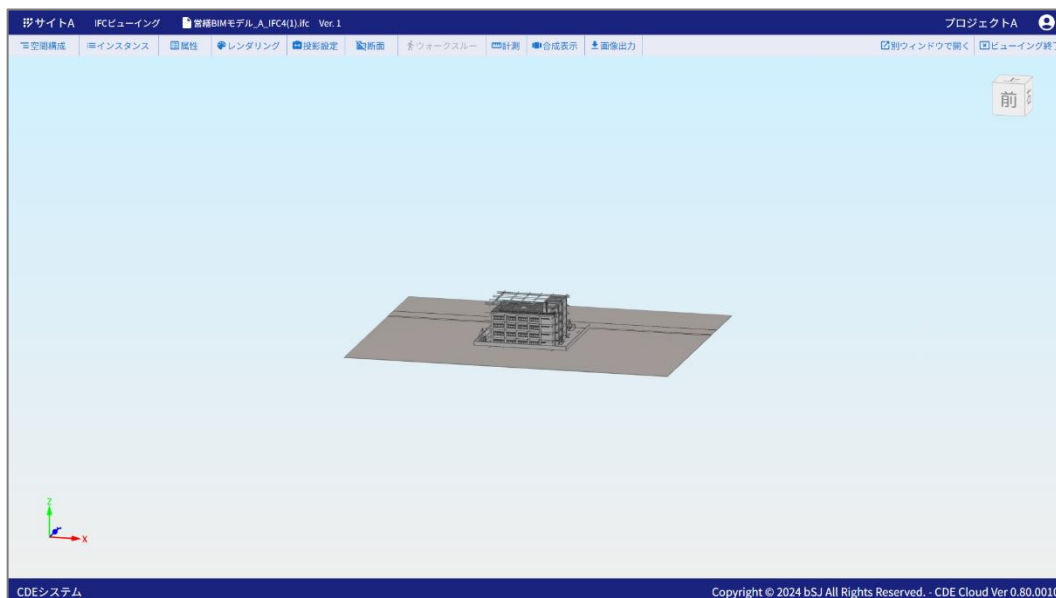 サイトA IFCビューイング 営繕BIMモデル_A_IFC4(1).ifc Ver. 1 プロジェクトA
空間構成 インスタンス 属性 レンダリング 投影設定 断面 ウォークスルー 計測 合成表示 画像出力 別ウィンドウで開く ビューイング終了
前
Z
X
CDEシステム Copyright © 2024 bSJ All Rights Reserved. - CDE Cloud Ver 0.80.0010